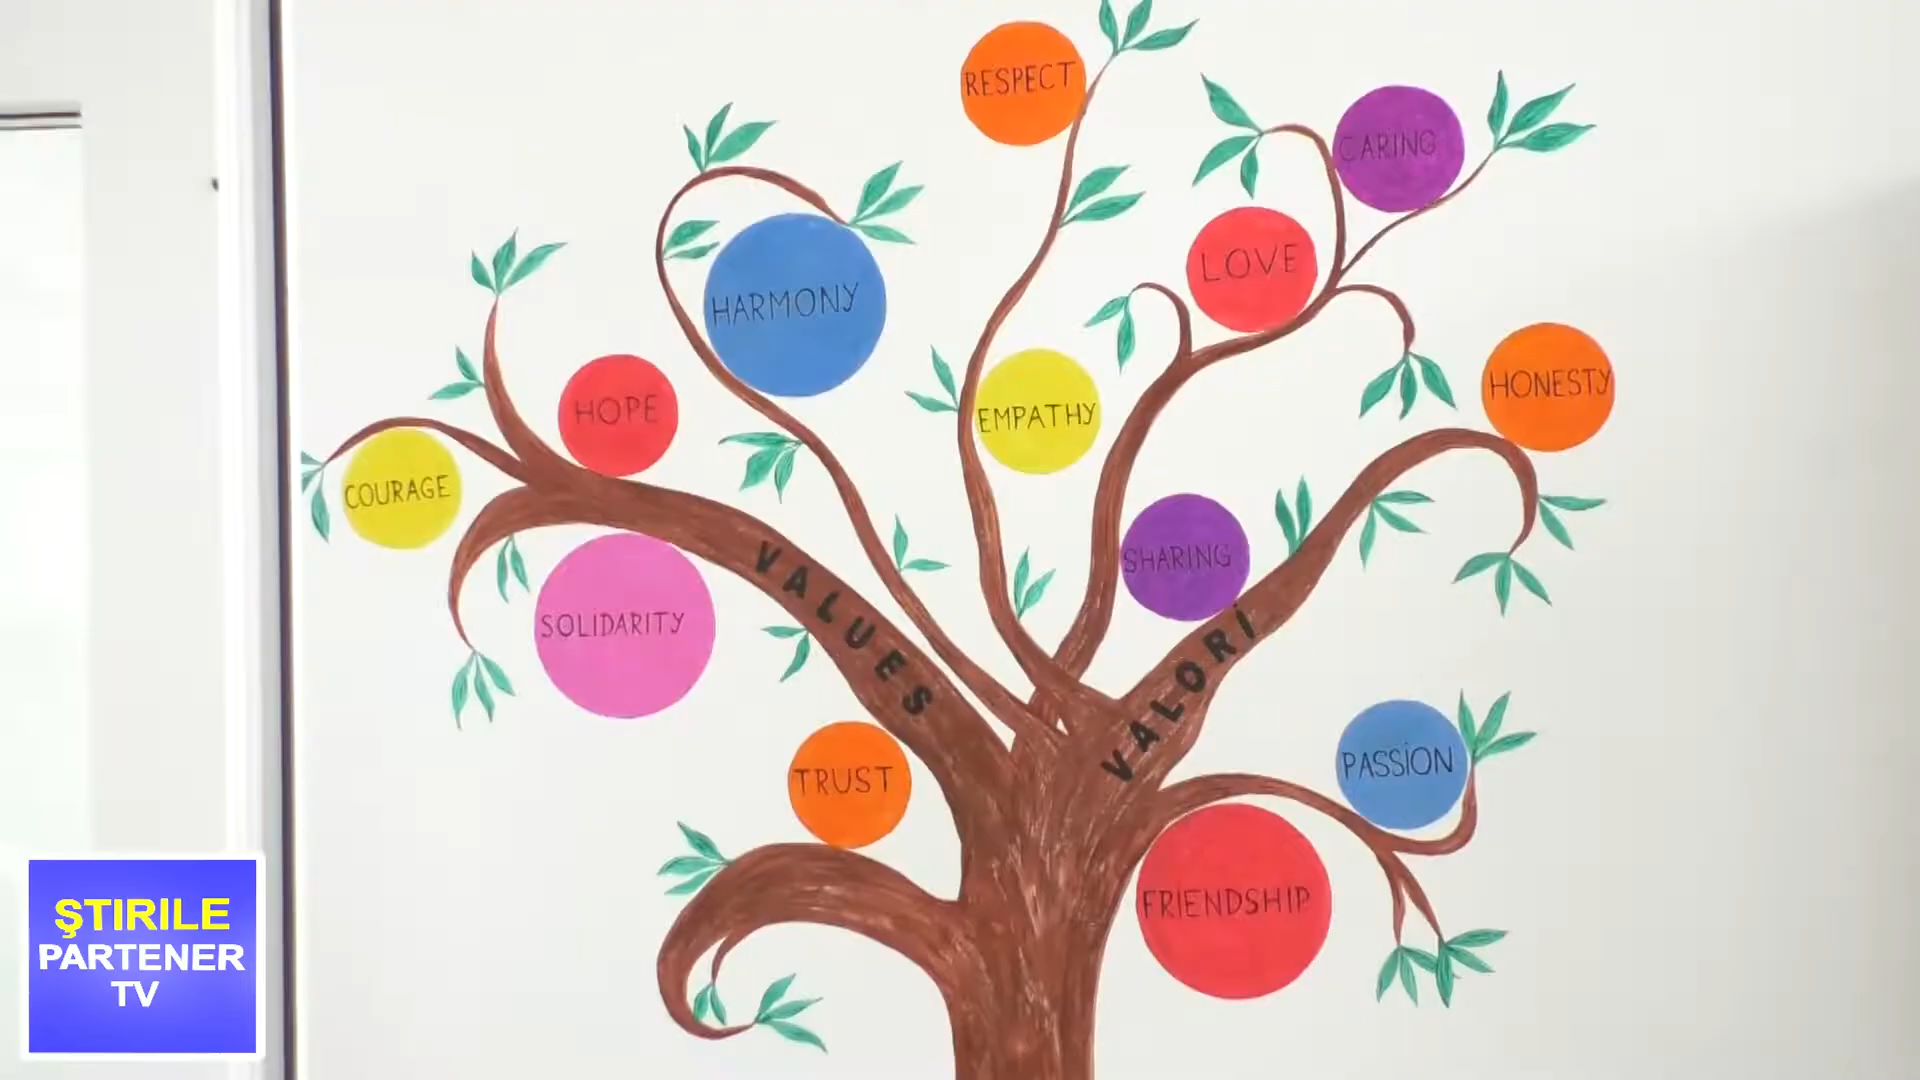 RESPECT
CARING
LOVE
HARMONY
HONESTY
HOPE
EMPATHY
COURAGE
SHARING
SOLIDARITY
VALUES
VALORI
TRUST
PASSION
FRIENDSHIP
ŞTIRILE
PARTENER
TV